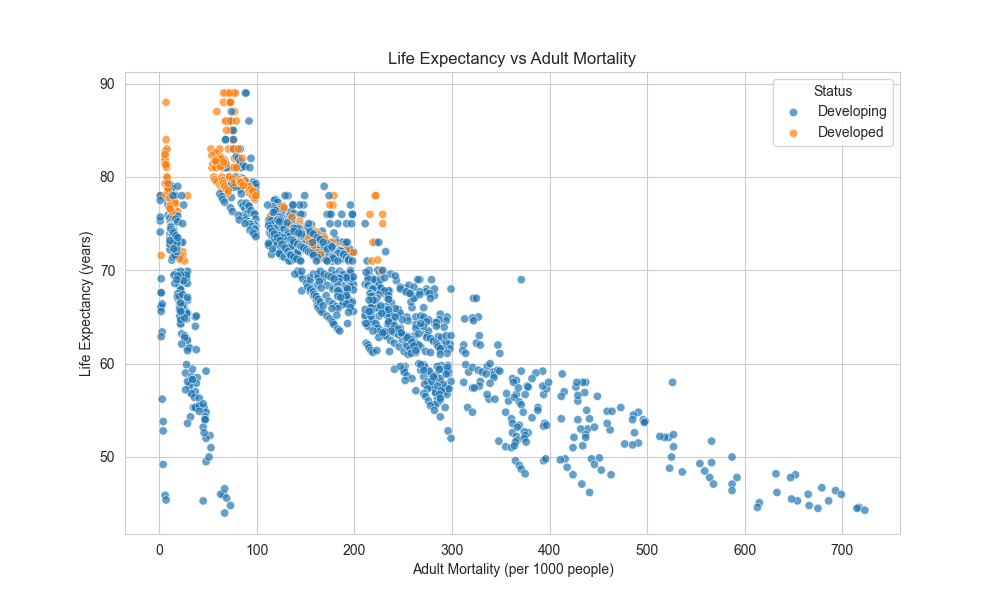 Life Expectancy vs Adult Mortality
Status
Developing
Developed
Life Expectancy (years)
90
80
70
60
50
0 100 200 300 400 500 600 700
Adult Mortality (per 1000 people)